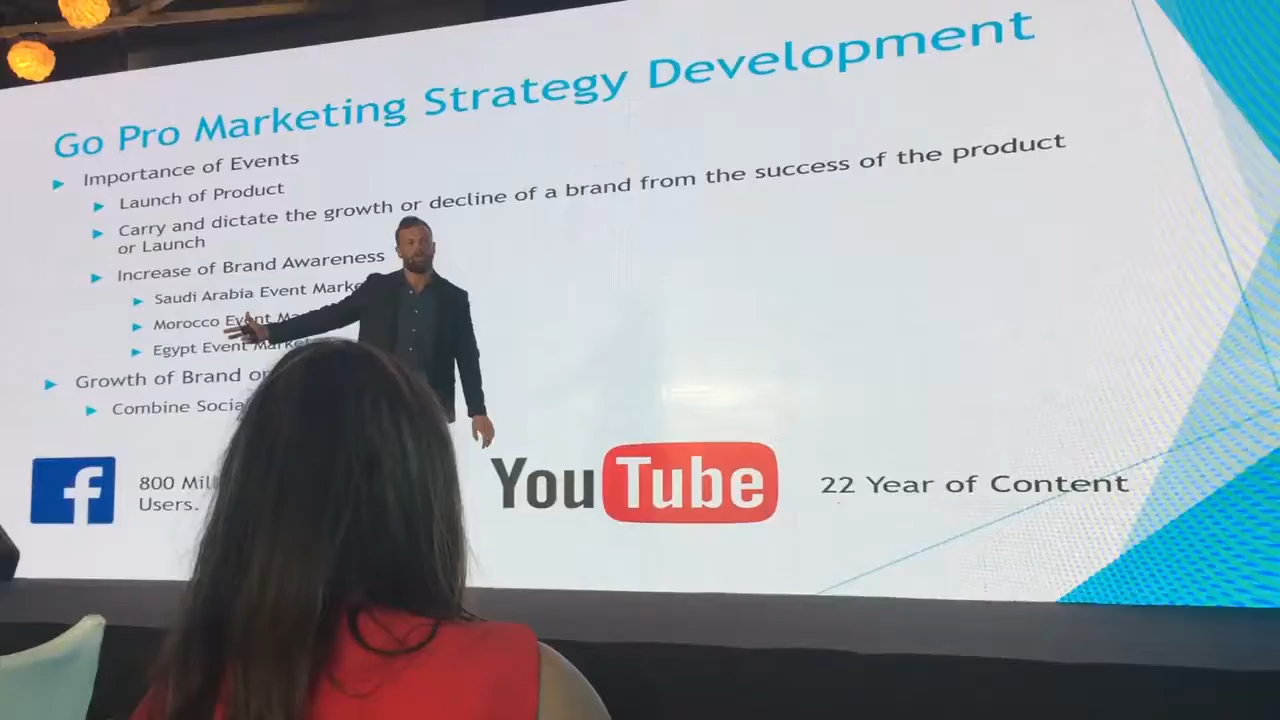 Go Pro Marketing Strategy Development
Importance of Events
Launch of Product
Carry and dictate the growth or decline of a brand from the success of the product
or Launch
Increase of Brand Awareness
Saudi Arabia Event
Morocco Event
Egypt Event
Growth of Brand
Combine
f
800
Users.
YouTube
22 Year of Content